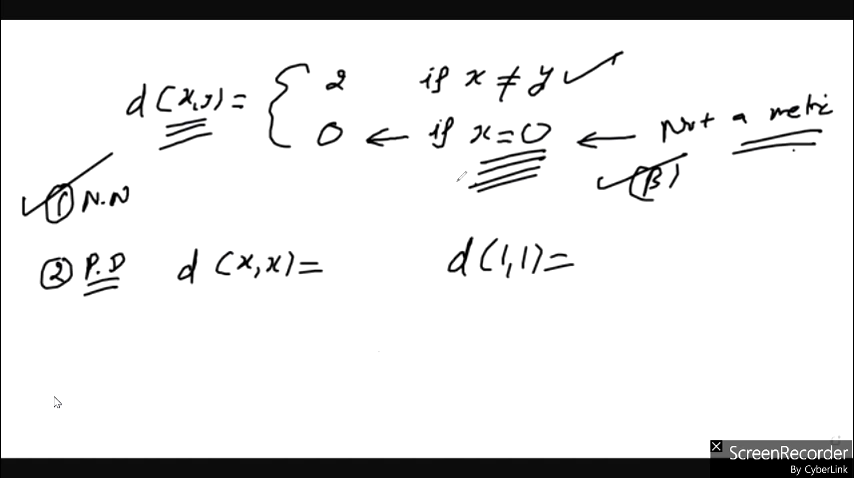 d(x,y) = { 2 if x ≠ y ✓
0 ← if x = 0 ← Not a metric
(B)
① N.N
② P.D d(x,x) = d(1,1) =
ScreenRecorder
By CyberLink